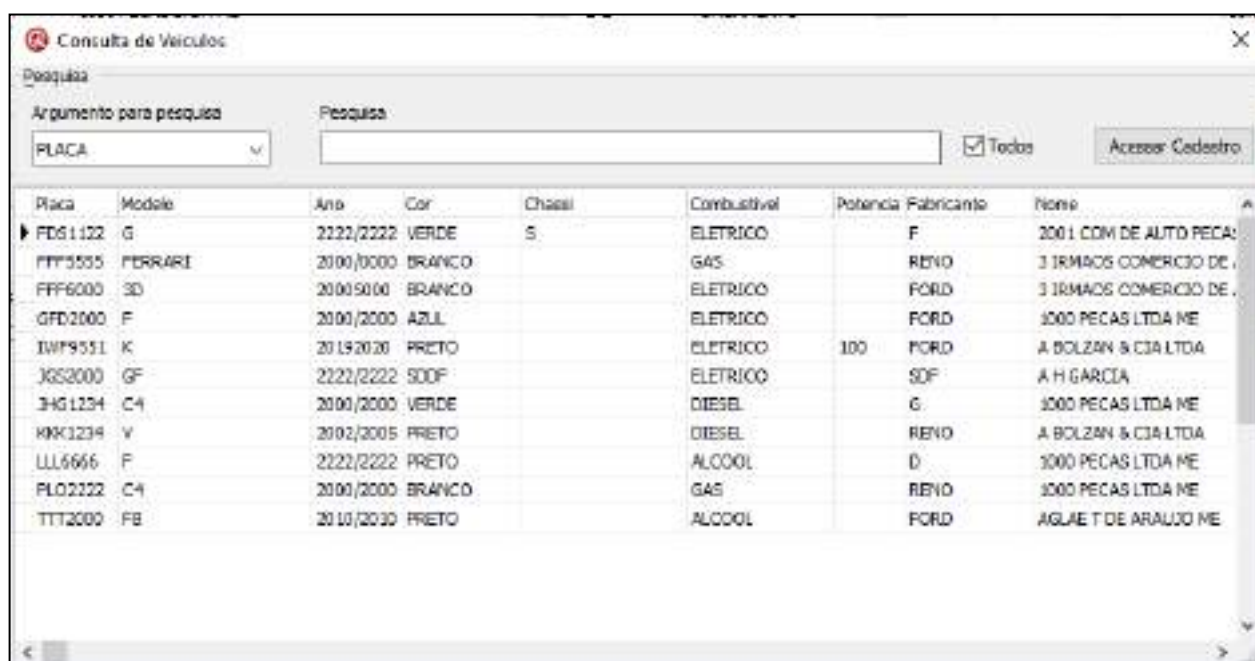 Consulta de Veiculos
Pesquisa
Argumento para pesquisa Pesquisa
PLACA Todos Acessar Cadastro
Placa Modelo Ano Cor Chassi Combustivel Potencia Fabricante Nome
FDS1122 G 2222/2222 VERDE S ELETRICO F 2001 COM DE AUTO PECAS
FFF5555 FERRARI 2000/0000 BRANCO GAS RENO 3 IRMAOS COMERCIO DE
FFF6000 3D 20005000 BRANCO ELETRICO FORD 3 IRMAOS COMERCIO DE
GFD2000 F 2000/2000 AZUL ELETRICO FORD 1000 PECAS LTDA ME
IWF9551 K 20192020 PRETO ELETRICO 100 FORD A BOLZAN & CIA LTDA
JGS2000 GF 2222/2222 SDDF ELETRICO SDF A H GARCIA
JHG1234 C4 2000/2000 VERDE DIESEL G 1000 PECAS LTDA ME
KKK1234 V 2002/2005 PRETO DIESEL RENO A BOLZAN & CIA LTDA
LLL6666 F 2222/2222 PRETO ALCOOL D 1000 PECAS LTDA ME
PLO2222 C4 2000/2000 BRANCO GAS RENO 1000 PECAS LTDA ME
TTT2000 F8 2010/2010 PRETO ALCOOL FORD AGLAE T DE ARAUJO ME